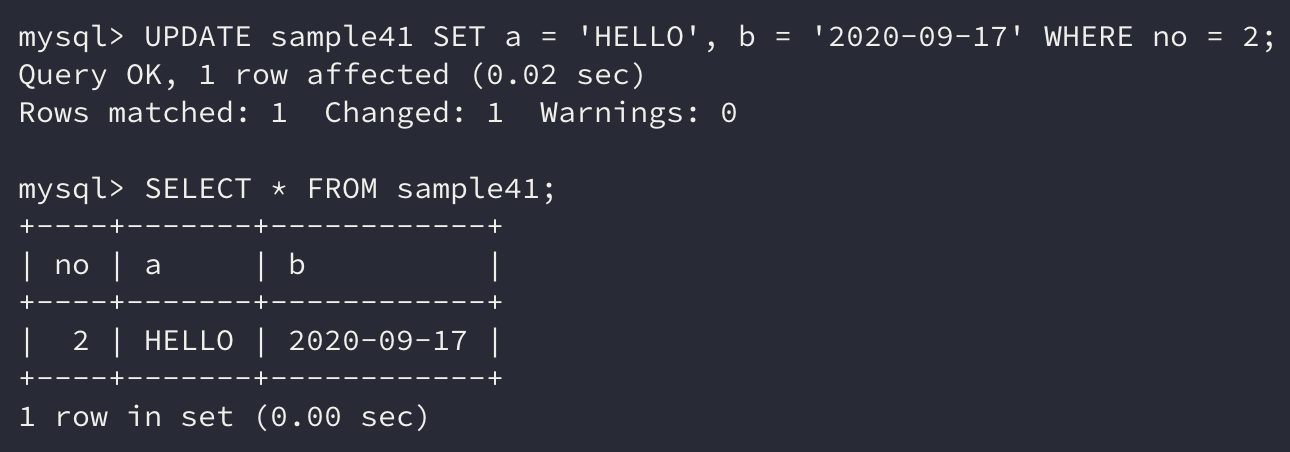 mysql> UPDATE sample41 SET a = 'HELLO', b = '2020-09-17' WHERE no = 2;
Query OK, 1 row affected (0.02 sec)
Rows matched: 1  Changed: 1  Warnings: 0

mysql> SELECT * FROM sample41;
+----+-------+------------+
| no | a     | b          |
+----+-------+------------+
|  2 | HELLO | 2020-09-17 |
+----+-------+------------+
1 row in set (0.00 sec)